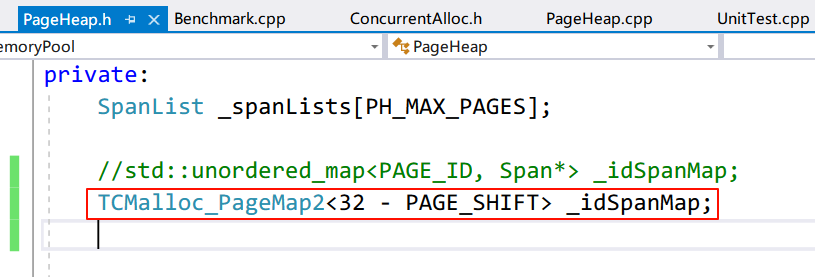 PageHeap.h Benchmark.cpp ConcurrentAlloc.h PageHeap.cpp UnitTest.cpp
emoryPool PageHeap
private:
SpanList _spanLists[PH_MAX_PAGES];
//std::unordered_map<PAGE_ID, Span*> _idSpanMap;
TCMalloc_PageMap2<32 - PAGE_SHIFT> _idSpanMap;